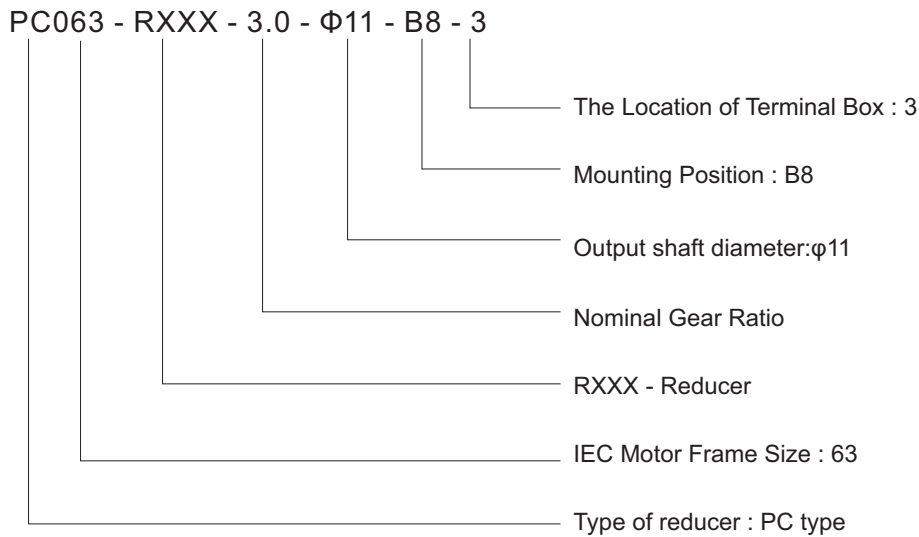 PC063 - RXXX - 3.0 - Φ11 - B8 - 3
The Location of Terminal Box : 3
Mounting Position : B8
Output shaft diameter:φ11
Nominal Gear Ratio
RXXX - Reducer
IEC Motor Frame Size : 63
Type of reducer : PC type